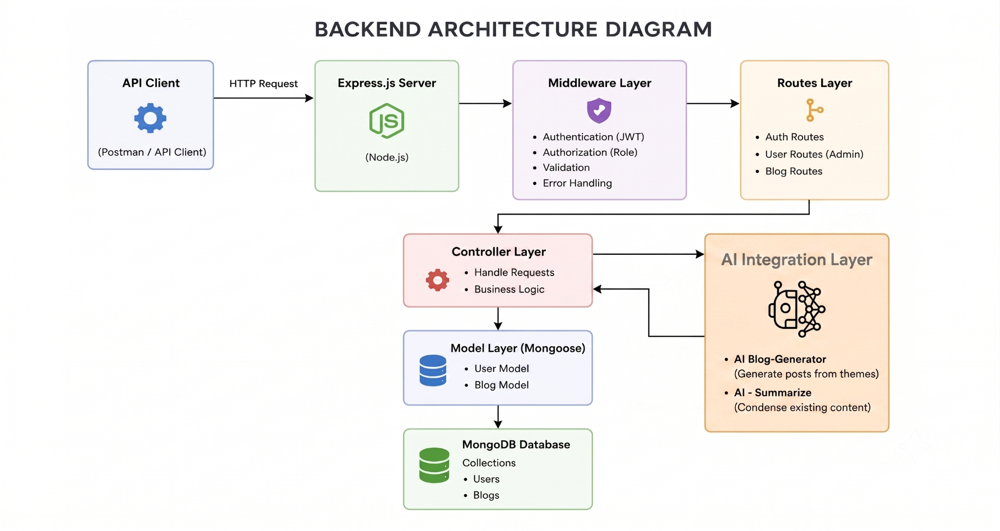 BACKEND ARCHITECTURE DIAGRAM
API Client
(Postman / API Client)
HTTP Request
Express.js Server
JS
(Node.js)
Middleware Layer
• Authentication (JWT)
• Authorization (Role)
• Validation
• Error Handling
Routes Layer
• Auth Routes
• User Routes (Admin)
• Blog Routes
Controller Layer
• Handle Requests
• Business Logic
AI Integration Layer
• AI Blog-Generator
(Generate posts from themes)
• AI - Summarize
(Condense existing content)
Model Layer (Mongoose)
• User Model
• Blog Model
MongoDB Database
Collections
• Users
• Blogs